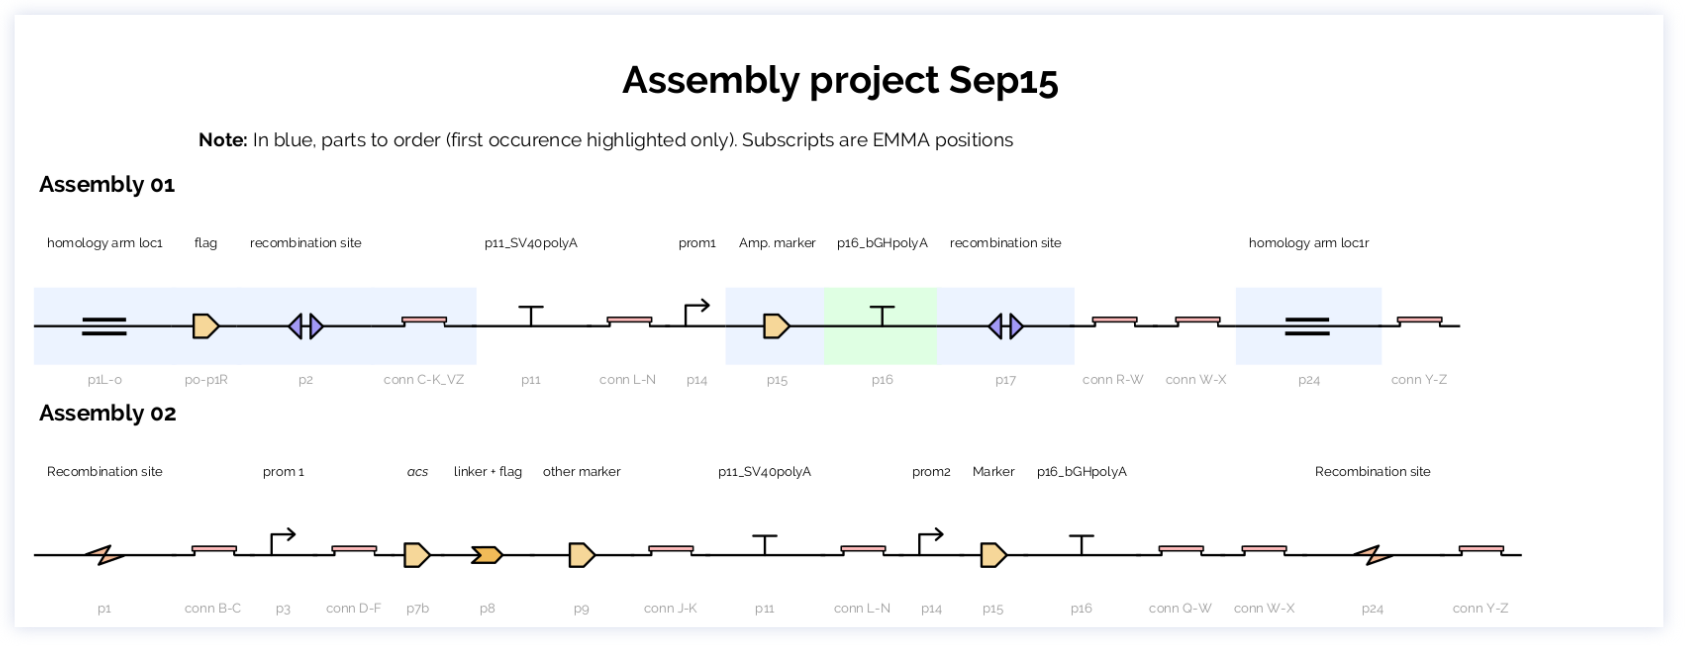 Assembly project Sep15
Note: In blue, parts to order (first occurence highlighted only). Subscripts are EMMA positions
Assembly 01
homology arm loc1 flag recombination site p11_SV40polyA prom1 Amp. marker p16_bGHpolyA recombination site homology arm loc1r
p1L-0 p0-p1R p2 conn C-K_VZ p11 conn L-N p14 p15 p16 p17 conn R-W conn W-X p24 conn Y-Z
Assembly 02
Recombination site prom 1 acs linker + flag other marker p11_SV40polyA prom2 Marker p16_bGHpolyA Recombination site
p1 conn B-C p3 conn D-F p7b p8 p9 conn J-K p11 conn L-N p14 p15 p16 conn Q-W conn W-X p24 conn Y-Z